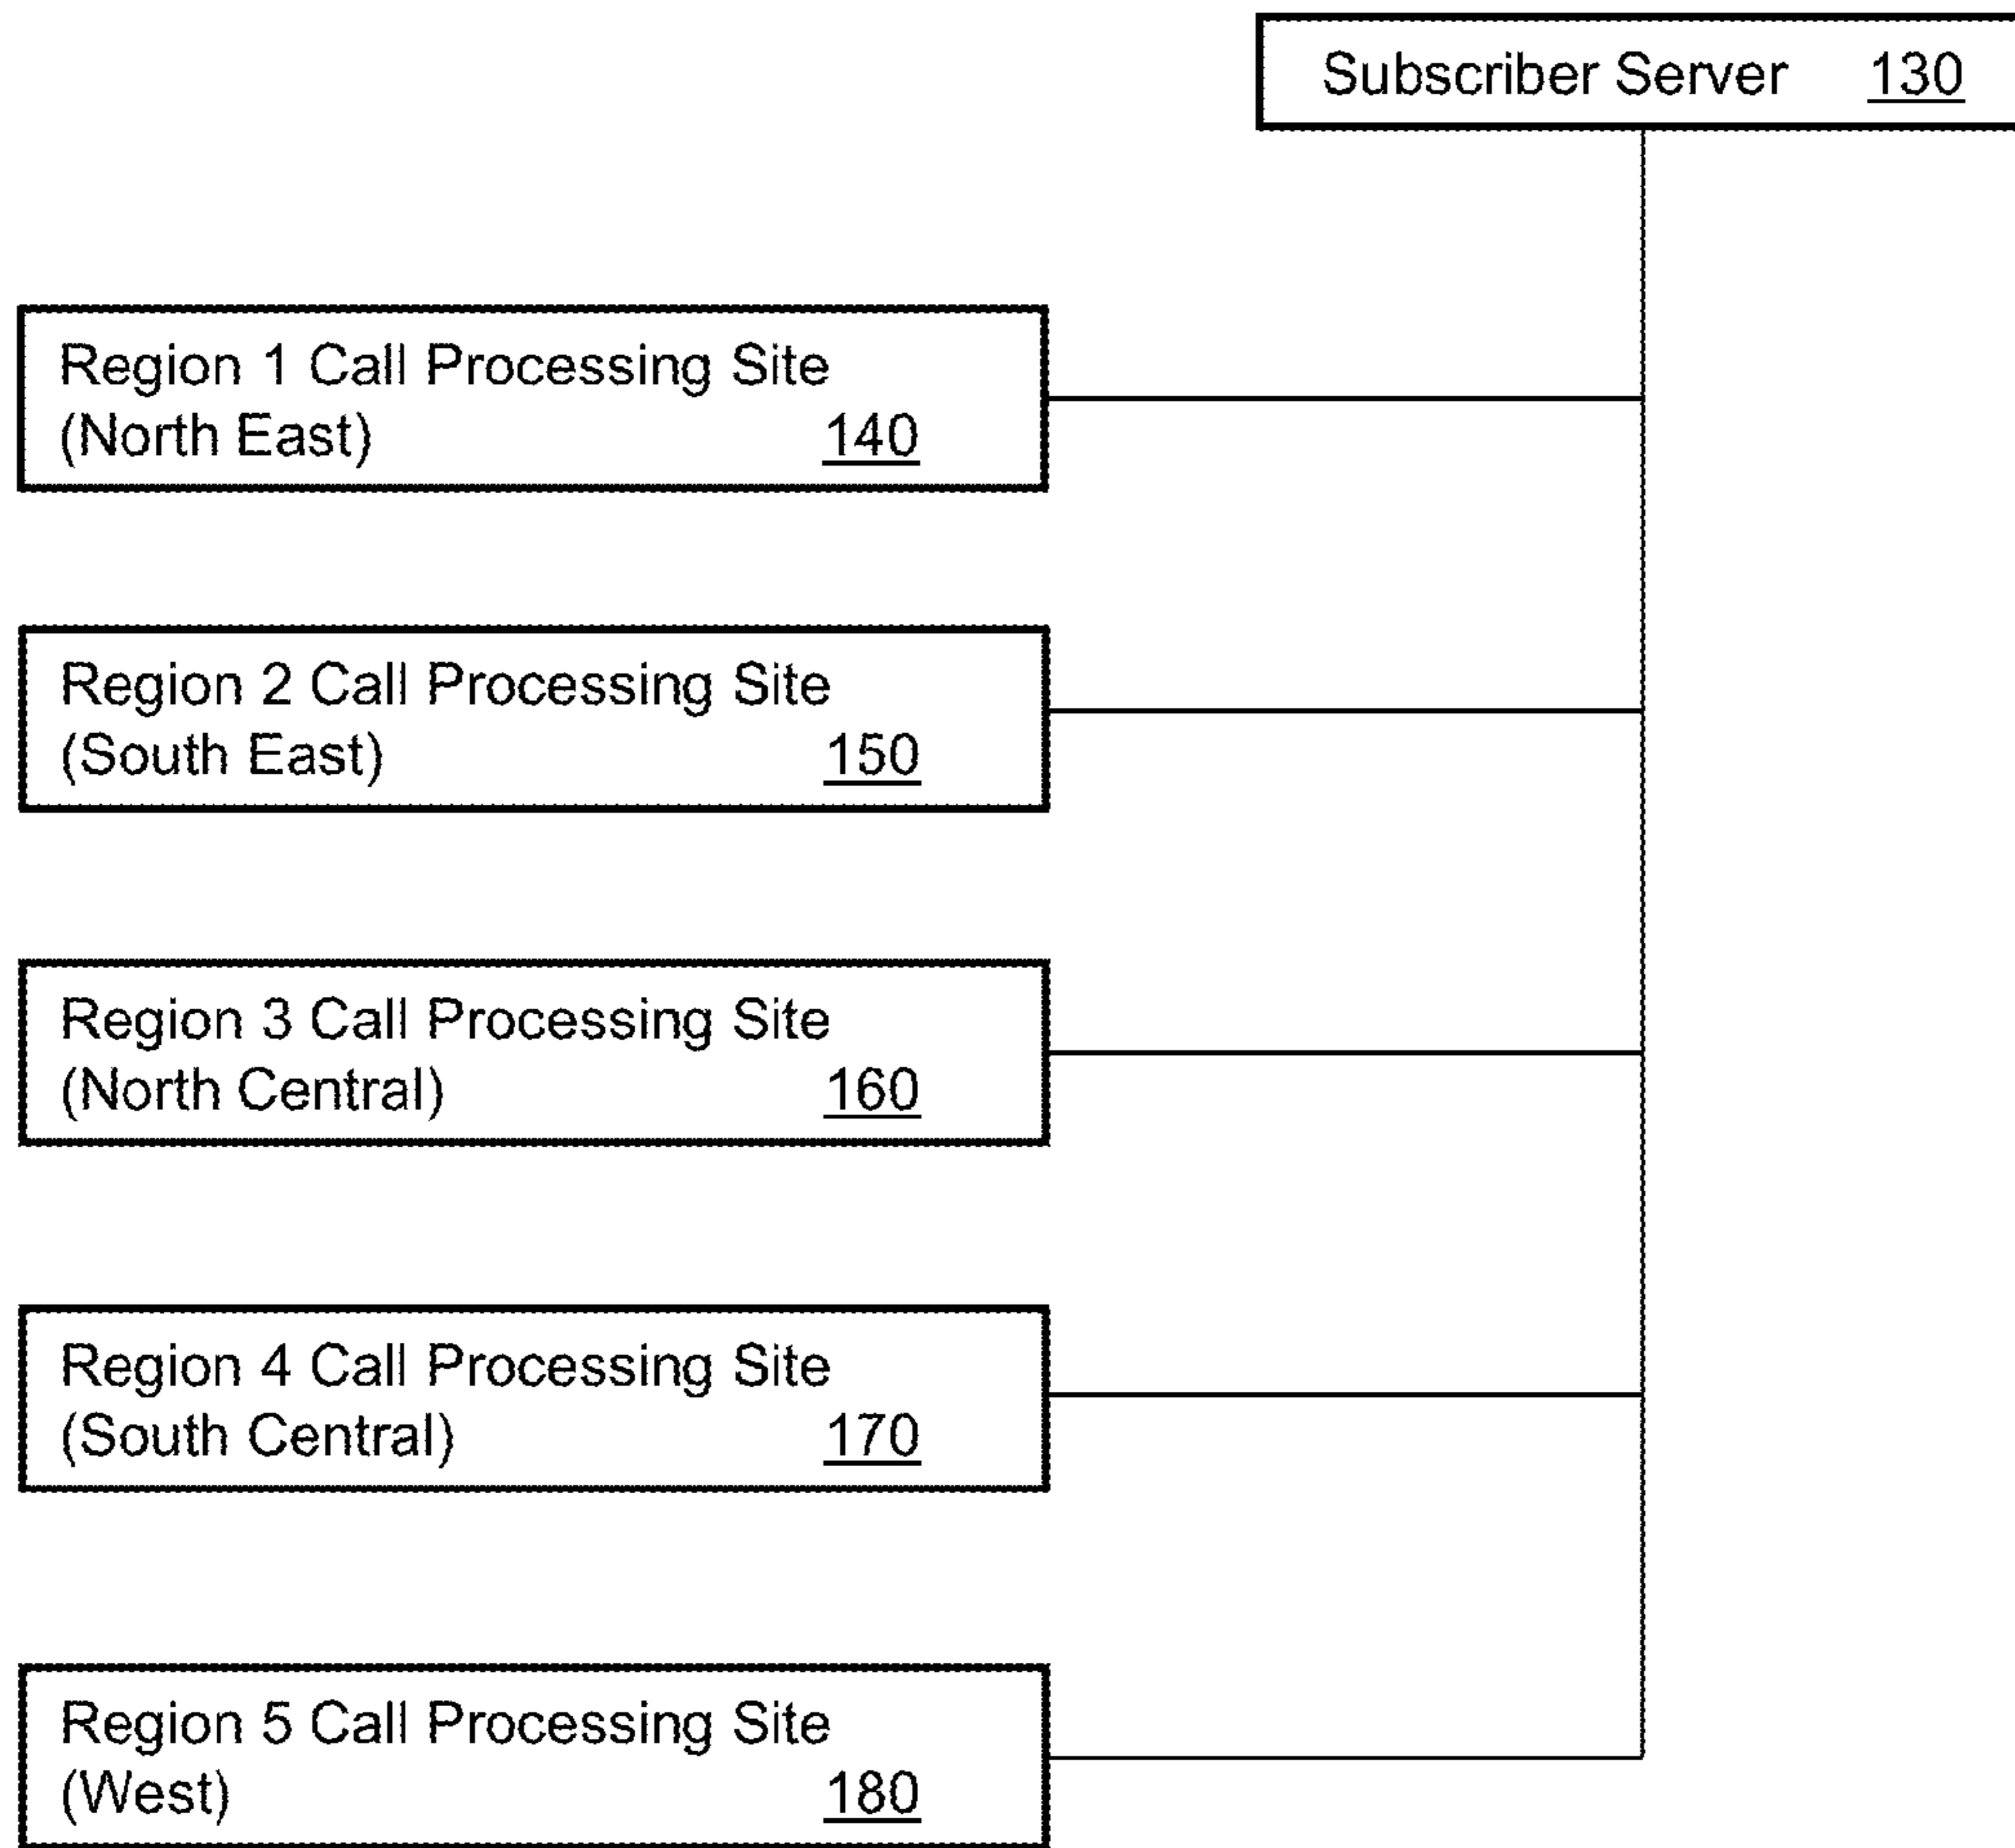 Subscriber Server 130
Region 1 Call Processing Site
(North East) 140
Region 2 Call Processing Site
(South East) 150
Region 3 Call Processing Site
(North Central) 160
Region 4 Call Processing Site
(South Central) 170
Region 5 Call Processing Site
(West) 180